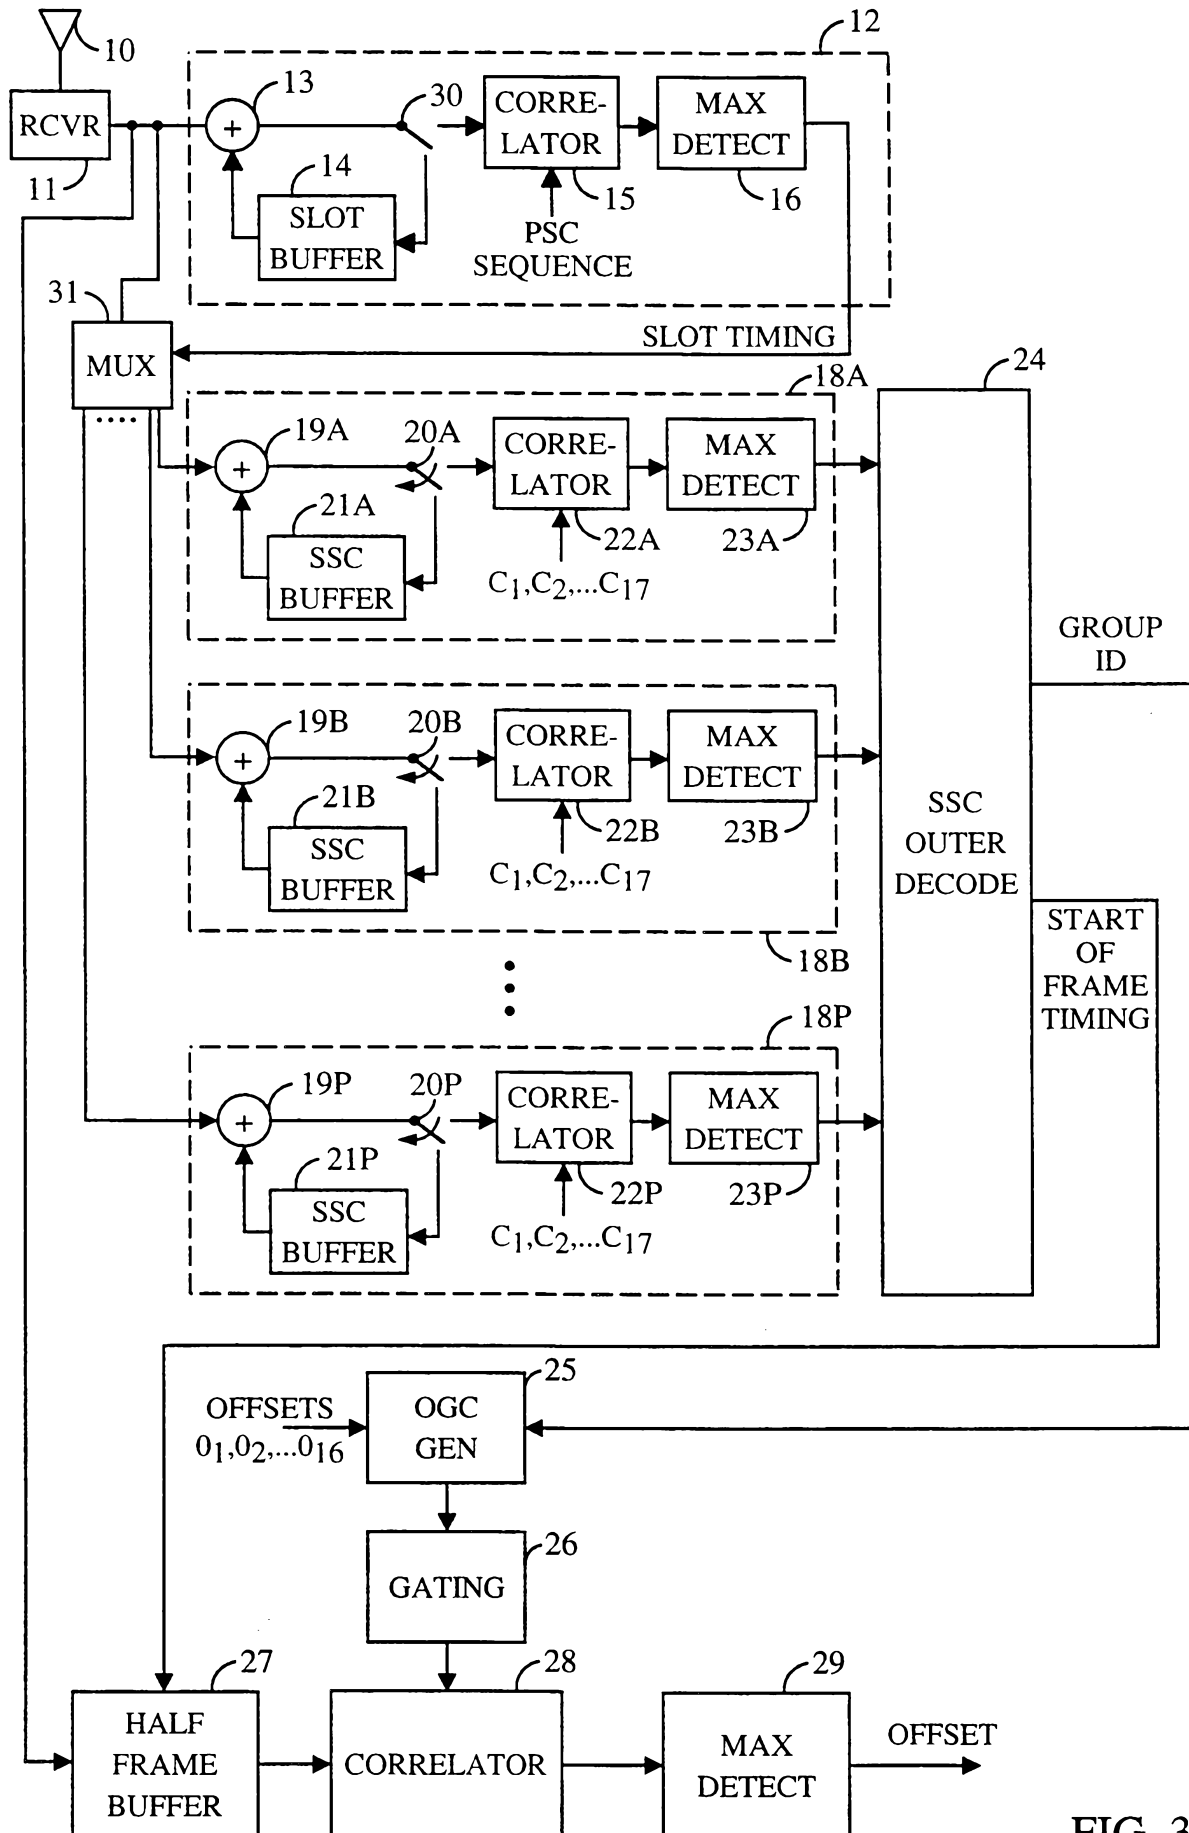 10
12
RCVR
11
13
+
30
CORRE-
LATOR
15
MAX
DETECT
16
14
SLOT
BUFFER
PSC
SEQUENCE
31
MUX
....
SLOT TIMING
18A
24
19A
+
20A
CORRE-
LATOR
22A
MAX
DETECT
23A
21A
SSC
BUFFER
C1,C2,...C17
GROUP
ID
19B
+
20B
CORRE-
LATOR
22B
MAX
DETECT
23B
21B
SSC
BUFFER
C1,C2,...C17
18B
SSC
OUTER
DECODE
START
OF
FRAME
TIMING
18P
19P
+
20P
CORRE-
LATOR
22P
MAX
DETECT
23P
21P
SSC
BUFFER
C1,C2,...C17
25
OFFSETS
01,02,...016
OGC
GEN
26
GATING
27
HALF
FRAME
BUFFER
28
CORRELATOR
29
MAX
DETECT
OFFSET
FIG. 3